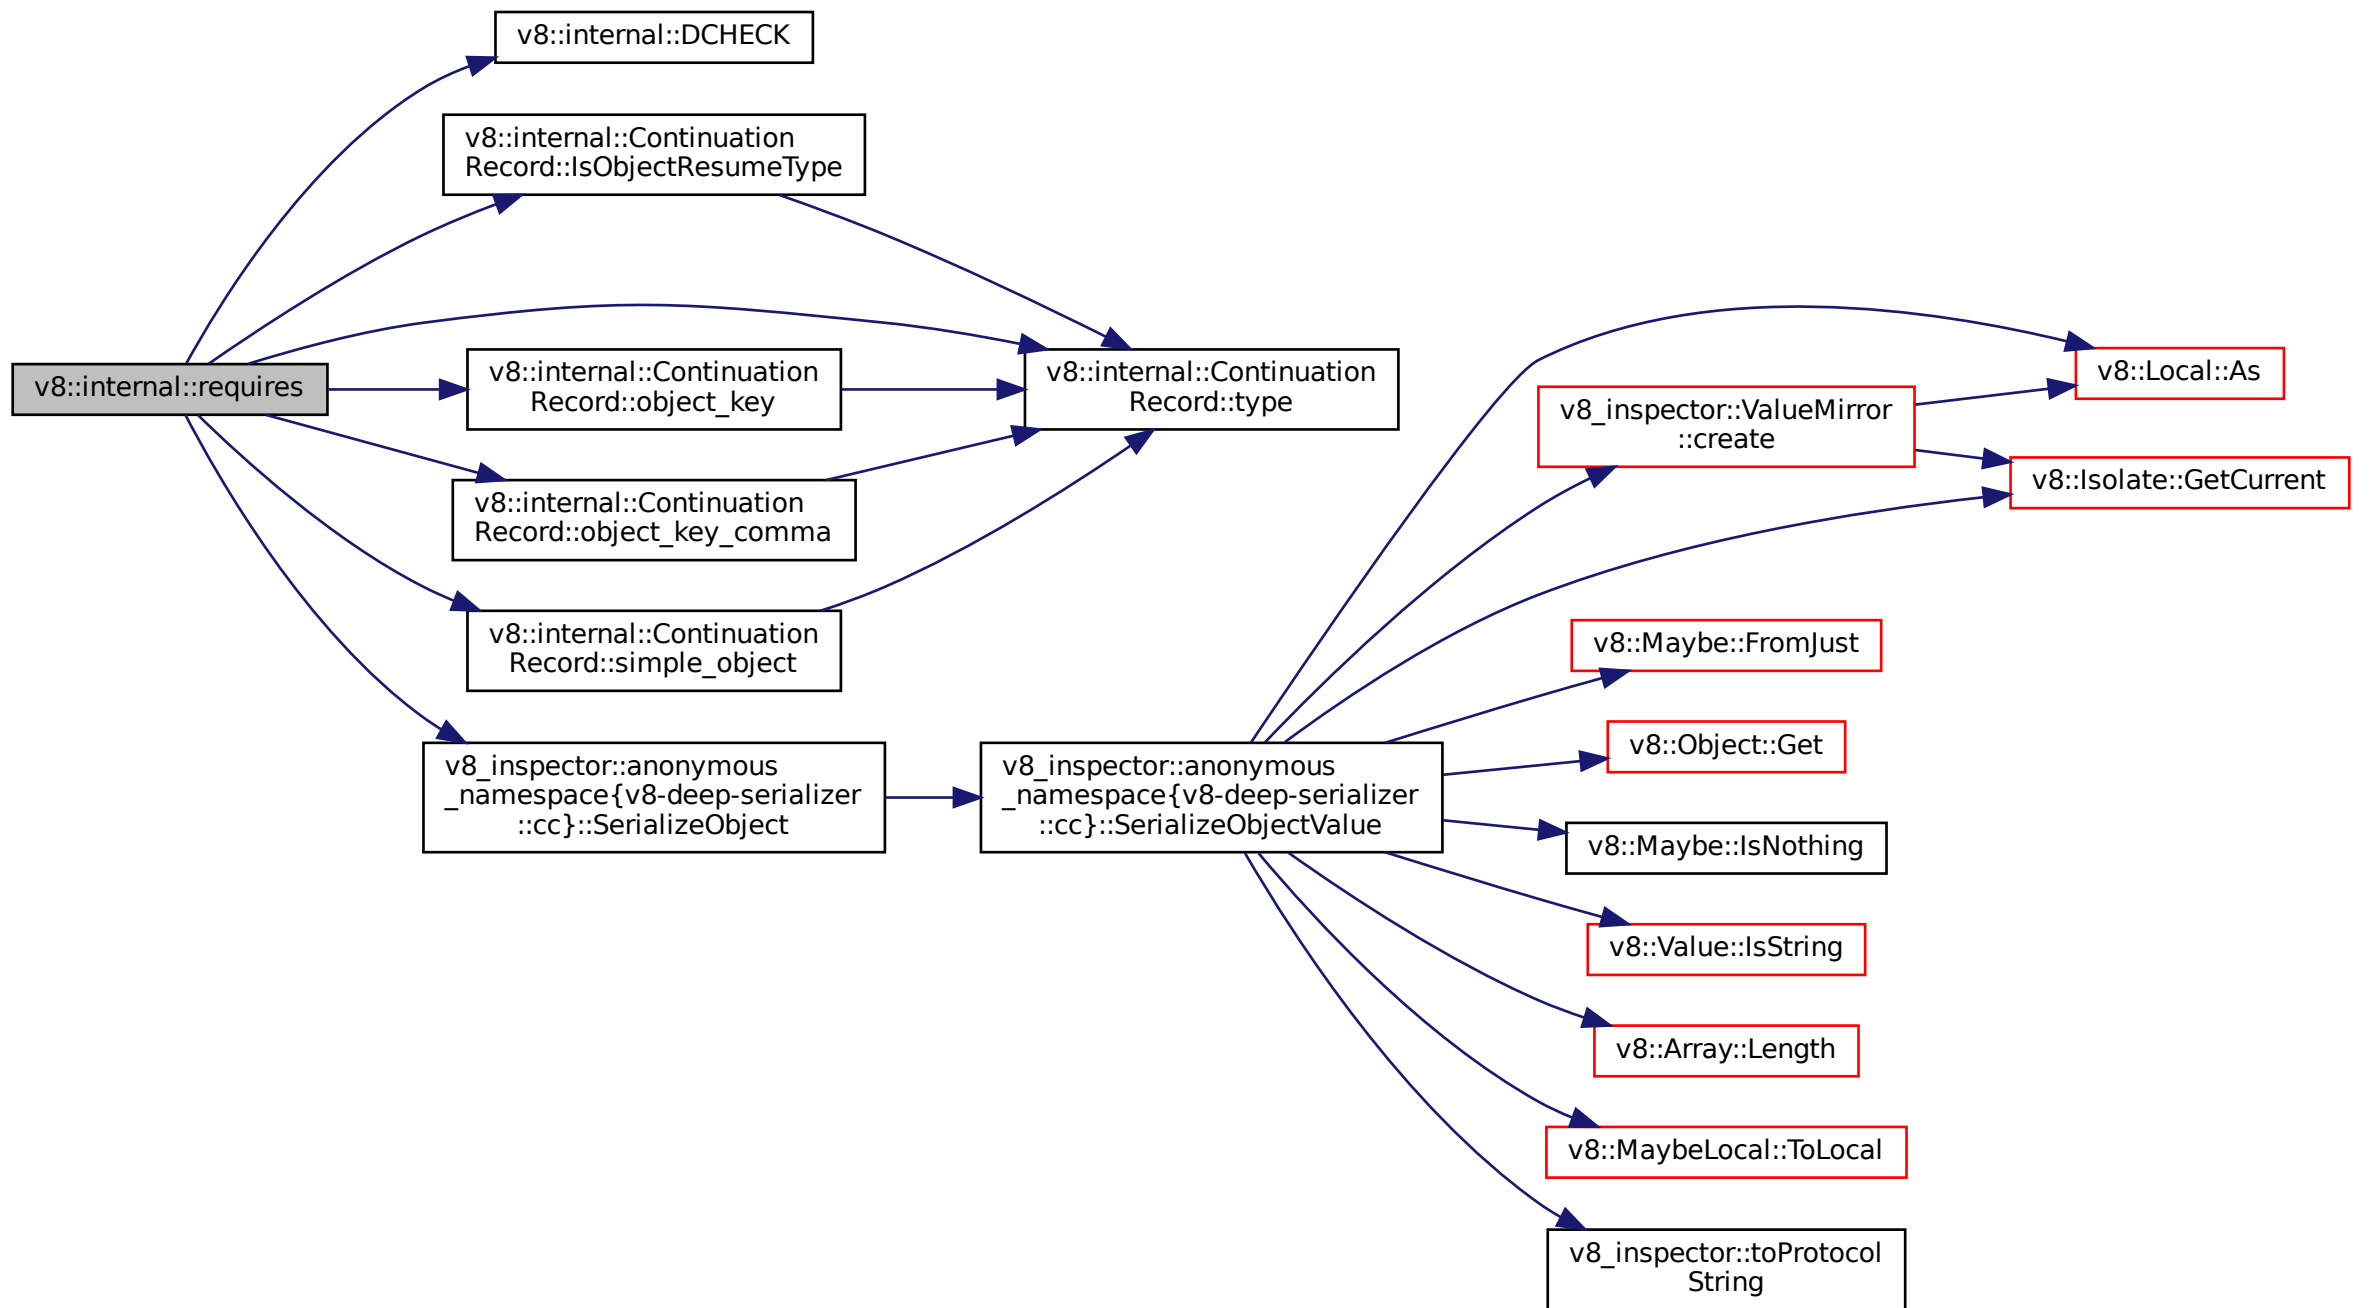 v8::internal::requires
v8::internal::DCHECK
v8::internal::Continuation
Record::IsObjectResumeType
v8::internal::Continuation
Record::object_key
v8::internal::Continuation
Record::object_key_comma
v8::internal::Continuation
Record::simple_object
v8_inspector::anonymous
_namespace{v8-deep-serializer
::cc}::SerializeObject
v8::internal::Continuation
Record::type
v8_inspector::anonymous
_namespace{v8-deep-serializer
::cc}::SerializeObjectValue
v8_inspector::ValueMirror
::create
v8::Maybe::FromJust
v8::Object::Get
v8::Maybe::IsNothing
v8::Value::IsString
v8::Array::Length
v8::MaybeLocal::ToLocal
v8_inspector::toProtocol
String
v8::Local::As
v8::Isolate::GetCurrent